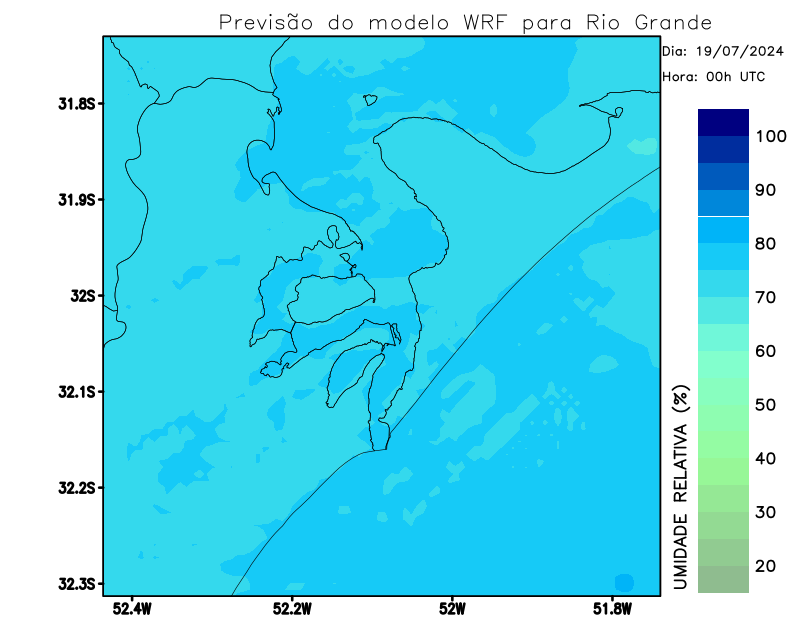 Previsão do modelo WRF para Rio Grande
Dia: 19/07/2024
Hora: 00h UTC
31.8S
31.9S
32S
32.1S
32.2S
32.3S
52.4W
52.2W
52W
51.8W
100
90
80
70
60
50
40
30
20
UMIDADE RELATIVA (%)